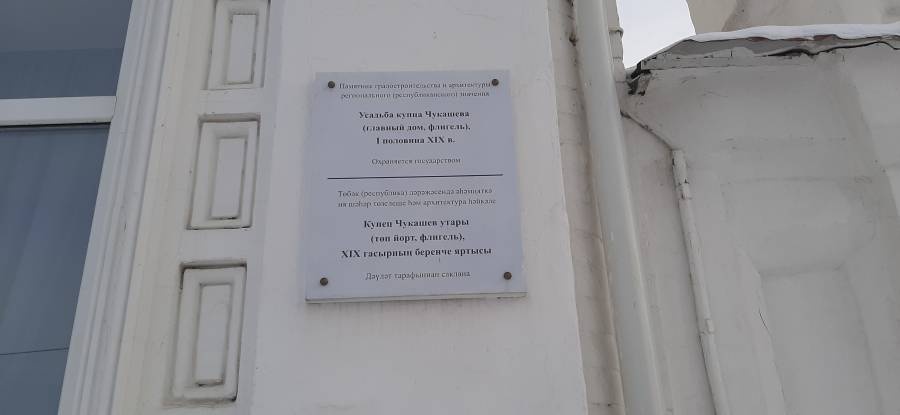 Памятник градостроительства и архитектуры
регионального (республиканского) значения
Усадьба купца Чукашева
(главный дом, флигель),
I половина XIX в.
Охраняется государством
Төбәк (республика) дәрәҗәсендә әһәмияткә
ия шәһәр төзелеше һәм архитектура һәйкәле
Купец Чукашев утары
(төп йорт, флигель),
XIX гасырның беренче яртысы
Дәүләт тарафыннан саклана